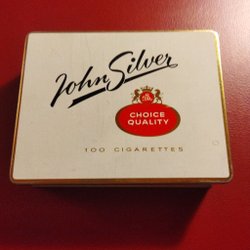 John Silver
CHOICE
QUALITY
100 CIGARETTES